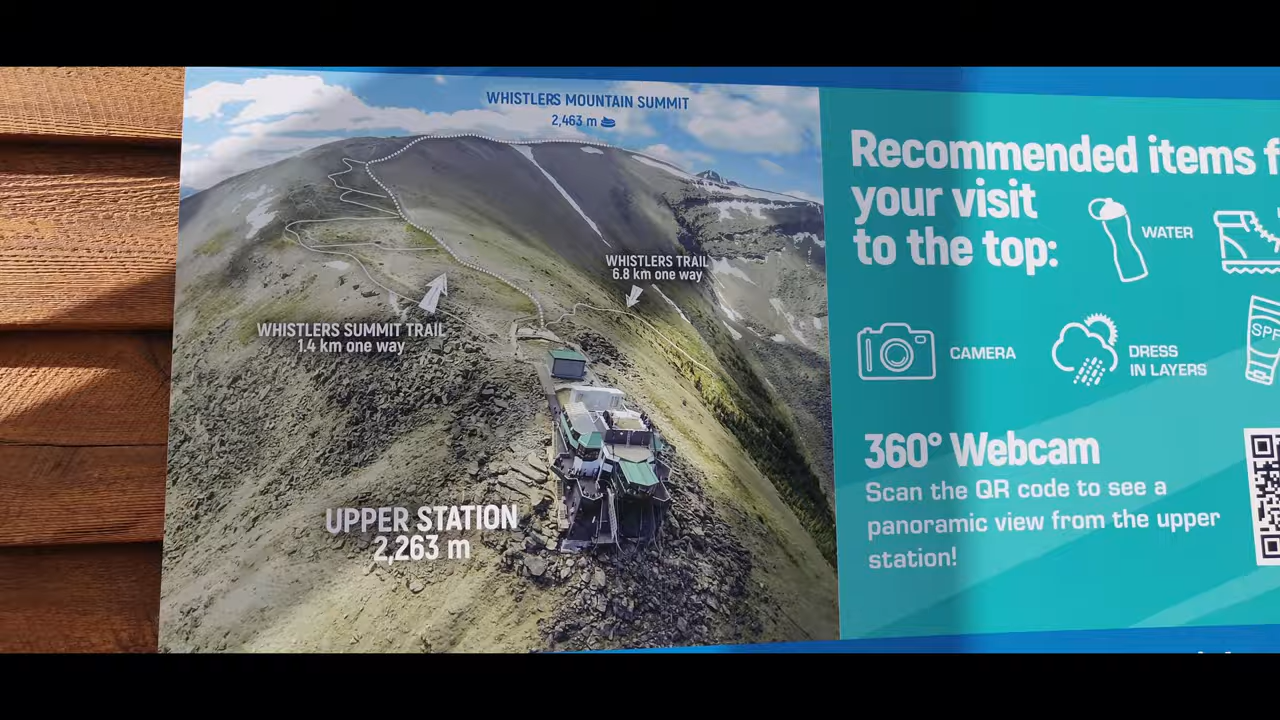 WHISTLERS MOUNTAIN SUMMIT
2,463 m
WHISTLERS TRAIL
6.8 km one way
WHISTLERS SUMMIT TRAIL
1.4 km one way
UPPER STATION
2,263 m
Recommended items f
your visit
to the top:
WATER
CAMERA
DRESS
IN LAYERS
SPF
360° Webcam
Scan the QR code to see a
panoramic view from the upper
station!